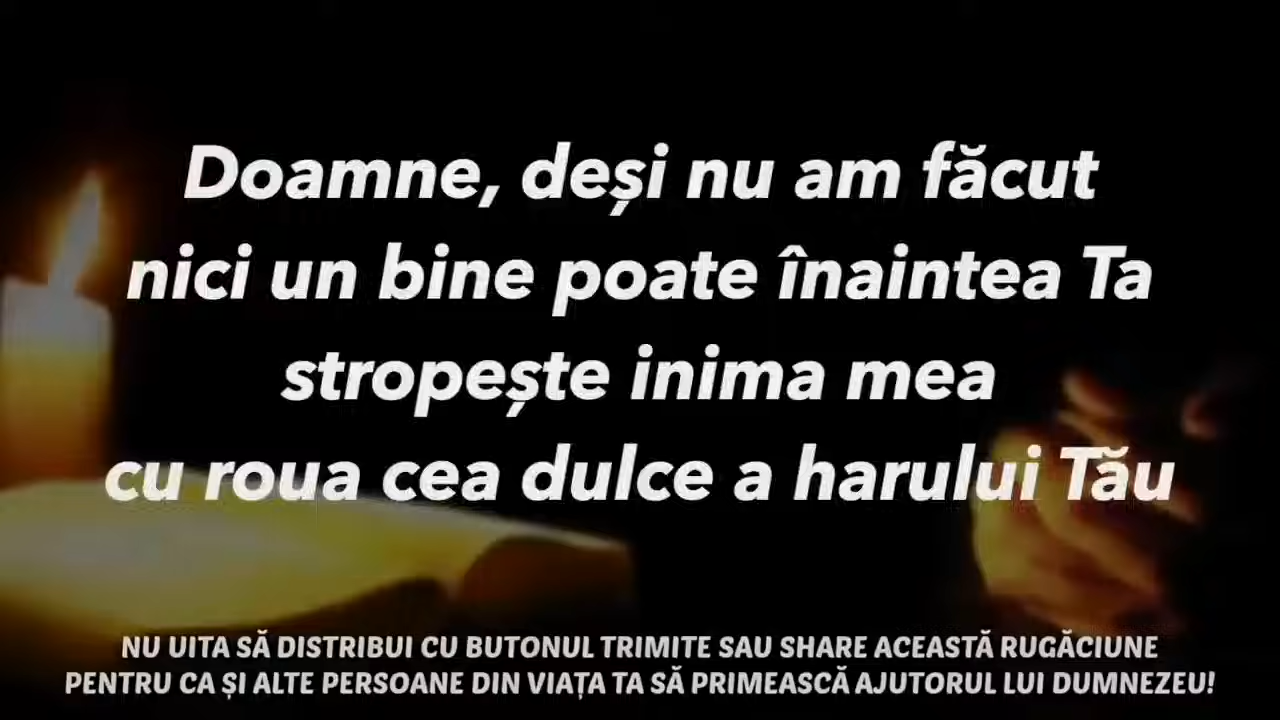 Doamne, deși nu am făcut
nici un bine poate înaintea Ta
stropește inima mea
cu roua cea dulce a harului Tău
NU UITA SĂ DISTRIBUI CU BUTONUL TRIMITE SAU SHARE ACEASTĂ RUGĂCIUNE
PENTRU CA ȘI ALTE PERSOANE DIN VIAȚA TA SĂ PRIMEASCĂ AJUTORUL LUI DUMNEZEU!